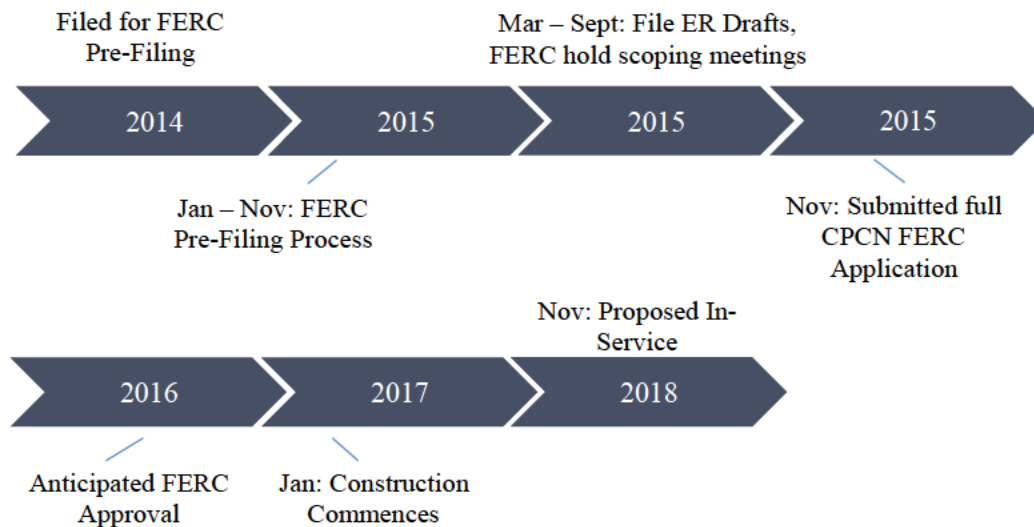 Filed for FERC
Pre-Filing
Mar – Sept: File ER Drafts,
FERC hold scoping meetings
2014
2015
2015
2015
Jan – Nov: FERC
Pre-Filing Process
Nov: Submitted full
CPCN FERC
Application
Nov: Proposed In-
Service
2016
2017
2018
Anticipated FERC
Approval
Jan: Construction
Commences